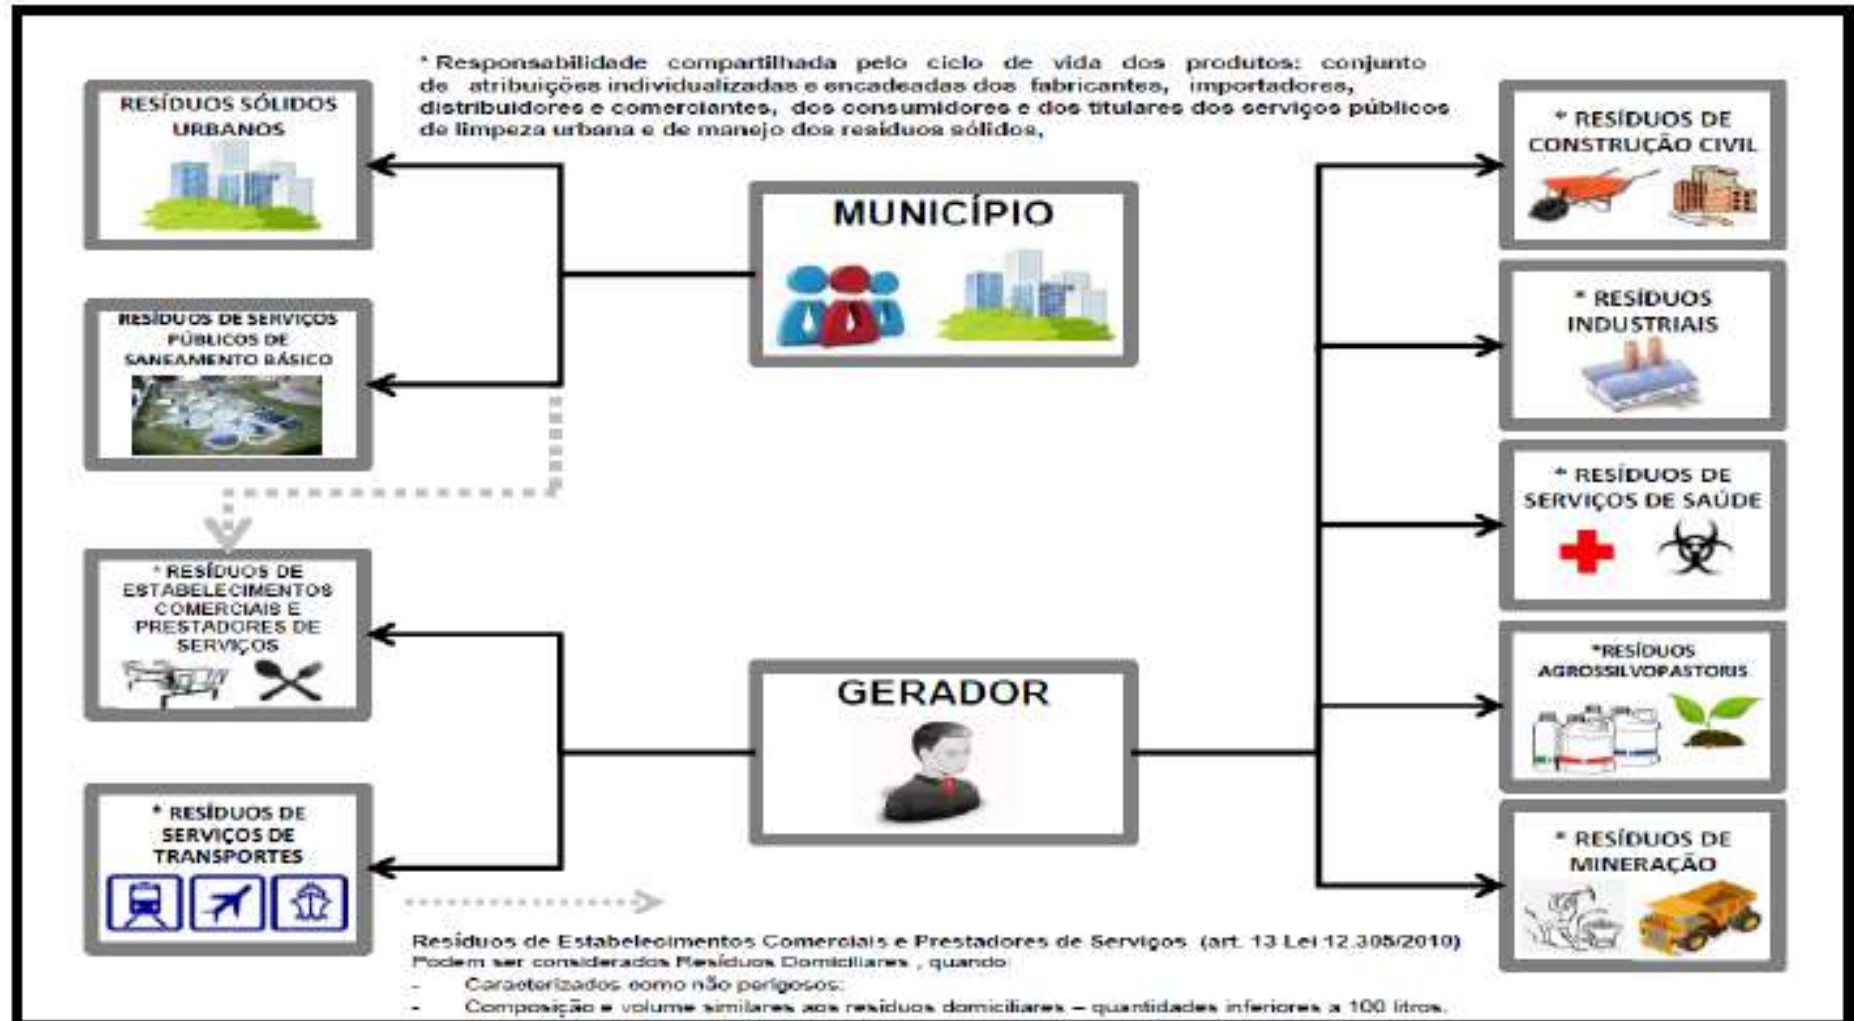 * Responsabilidade compartilhada pelo ciclo de vida dos produtos: conjunto
de atribuições individualizadas e encadeadas dos fabricantes, importadores,
distribuidores e comerciantes, dos consumidores e dos titulares dos serviços públicos
de limpeza urbana e de manejo dos resíduos sólidos,
RESÍDUOS SÓLIDOS
URBANOS
RESÍDUOS DE SERVIÇOS
PÚBLICOS DE
SANEAMENTO BÁSICO
* RESÍDUOS DE
ESTABELECIMENTOS
COMERCIAIS E
PRESTADORES DE
SERVIÇOS
* RESÍDUOS DE
SERVIÇOS DE
TRANSPORTES
MUNICÍPIO
GERADOR
* RESÍDUOS DE
CONSTRUÇÃO CIVIL
* RESÍDUOS
INDUSTRIAIS
* RESÍDUOS DE
SERVIÇOS DE SAÚDE
*RESÍDUOS
AGROSSILVOPASTORIS
* RESÍDUOS DE
MINERAÇÃO
Resíduos de Estabelecimentos Comerciais e Prestadores de Serviços (art. 13 Lei 12.305/2010)
Podem ser considerados Resíduos Domiciliares , quando:
- Caracterizados como não perigosos;
- Composição e volume similares aos resíduos domiciliares – quantidades inferiores a 100 litros.